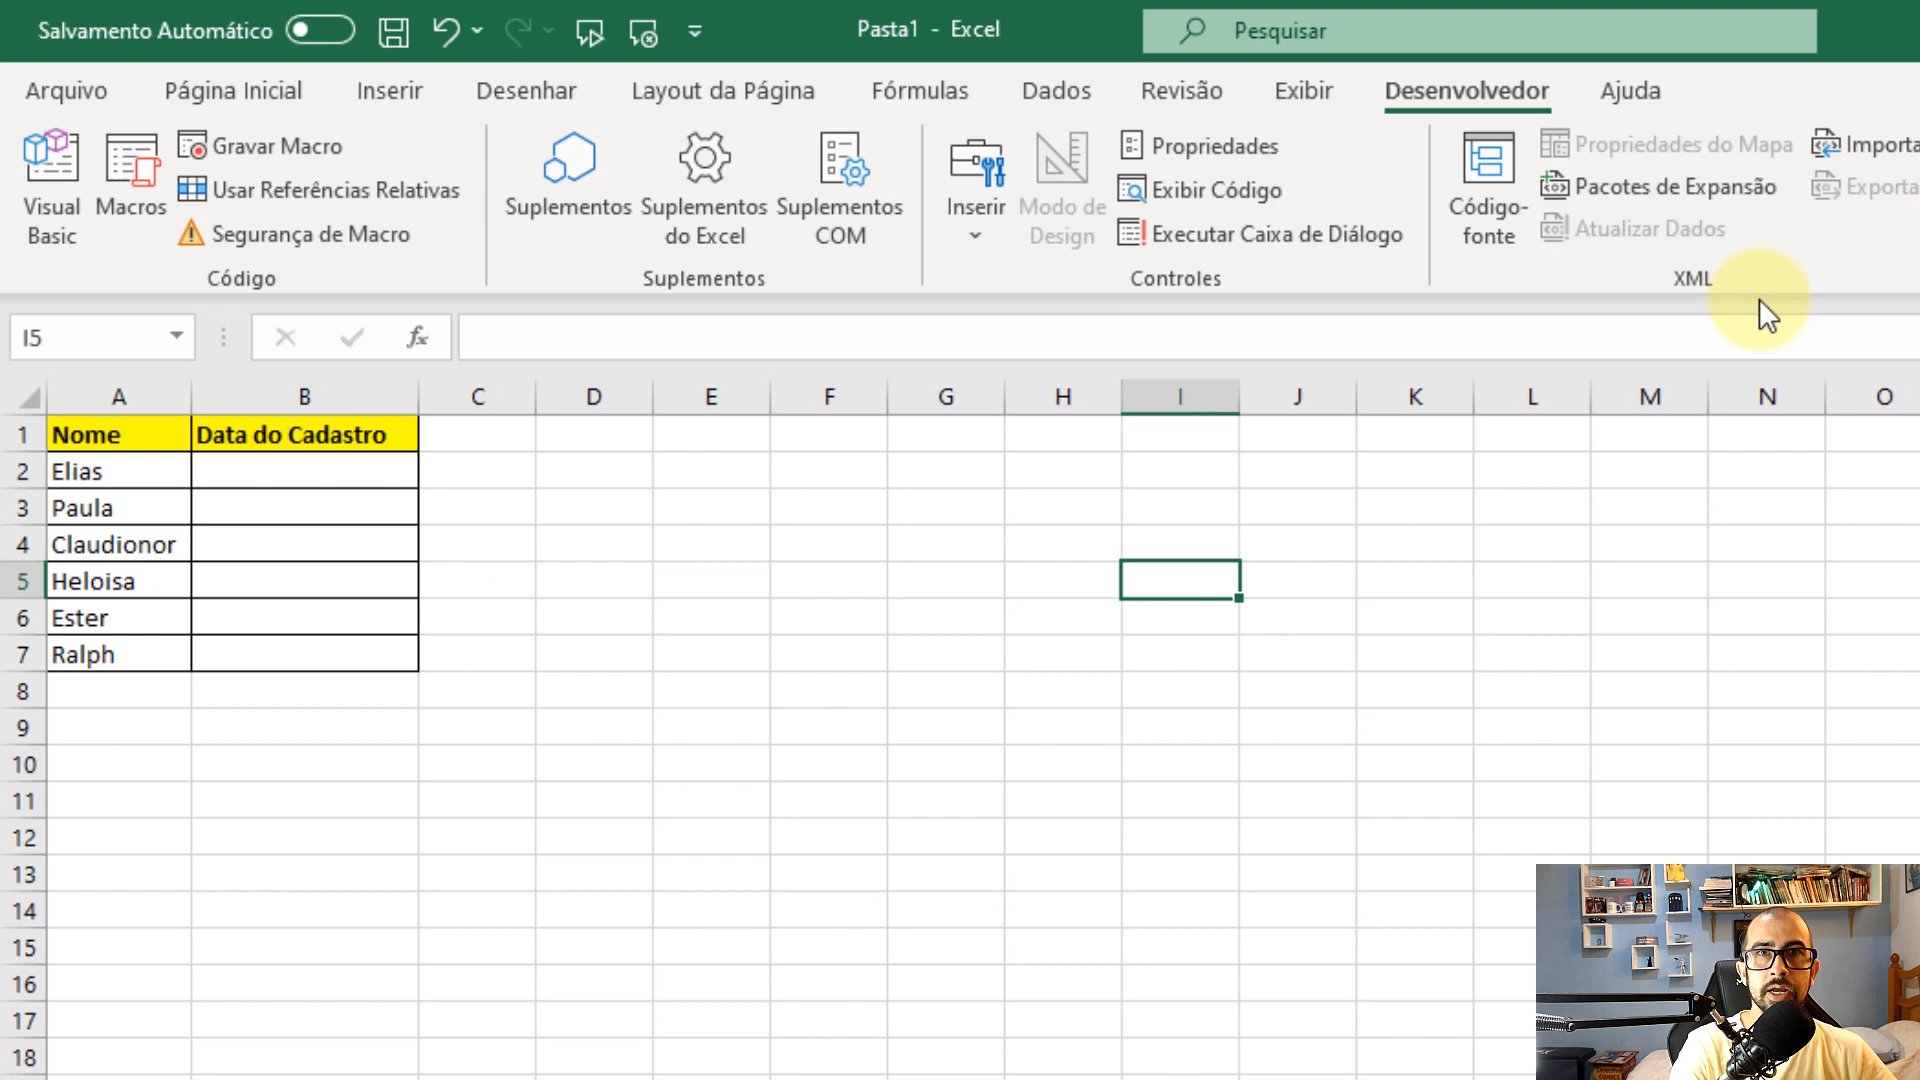 Salvamento Automático
Pasta1 - Excel
Pesquisar
Arquivo Página Inicial Inserir Desenhar Layout da Página Fórmulas Dados Revisão Exibir Desenvolvedor Ajuda
Visual Basic
Macros
Gravar Macro
Usar Referências Relativas
Segurança de Macro
Código
Suplementos
Suplementos do Excel
Suplementos COM
Suplementos
Inserir
Modo de Design
Propriedades
Exibir Código
Executar Caixa de Diálogo
Controles
Código-fonte
Propriedades do Mapa
Pacotes de Expansão
Atualizar Dados
Importa
Exporta
XML
I5
fx
A B C D E F G H I J K L M N O
1 Nome Data do Cadastro
2 Elias
3 Paula
4 Claudionor
5 Heloisa
6 Ester
7 Ralph
8
9
10
11
12
13
14
15
16
17
18